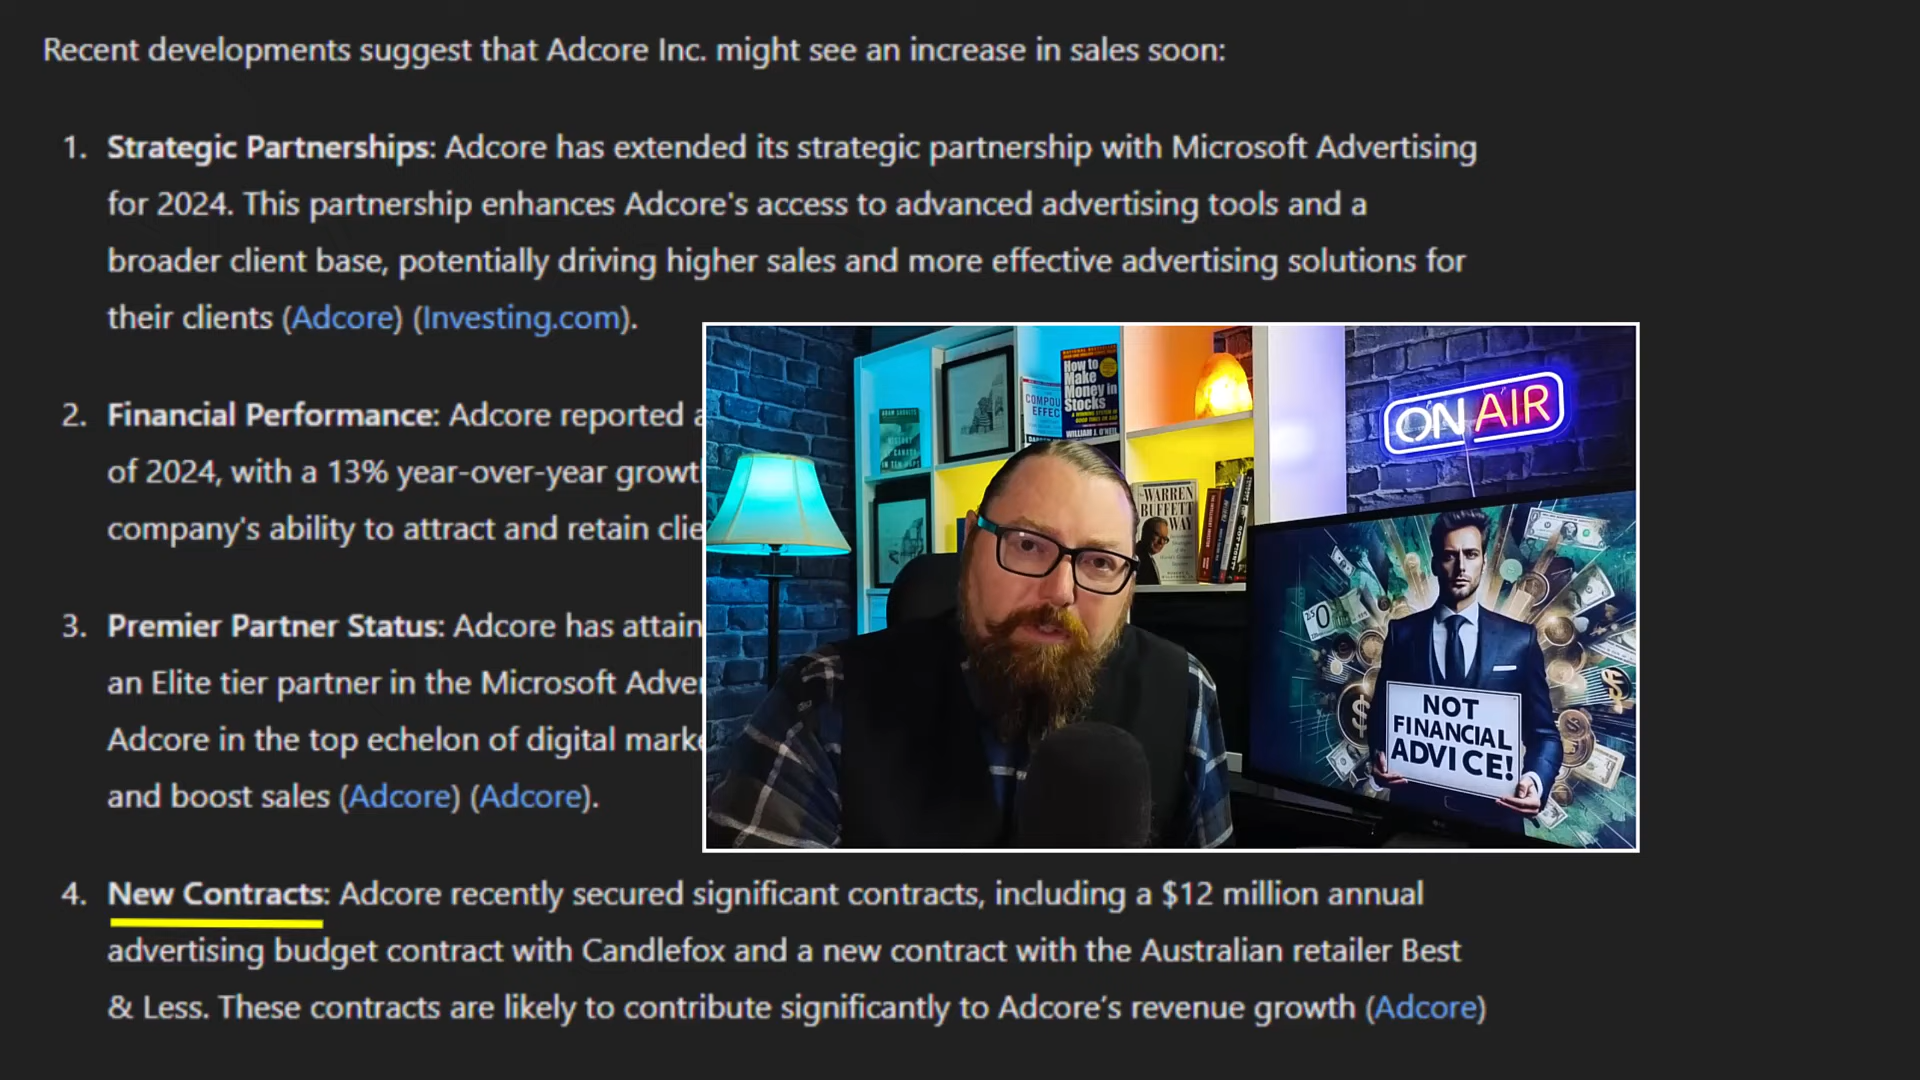 Recent developments suggest that Adcore Inc. might see an increase in sales soon:
1. Strategic Partnerships: Adcore has extended its strategic partnership with Microsoft Advertising
for 2024. This partnership enhances Adcore's access to advanced advertising tools and a
broader client base, potentially driving higher sales and more effective advertising solutions for
their clients (Adcore) (Investing.com).
2. Financial Performance: Adcore reported
of 2024, with a 13% year-over-year growt
company's ability to attract and retain clie
3. Premier Partner Status: Adcore has attain
an Elite tier partner in the Microsoft Adve
Adcore in the top echelon of digital mark
and boost sales (Adcore) (Adcore).
4. New Contracts: Adcore recently secured significant contracts, including a $12 million annual
advertising budget contract with Candlefox and a new contract with the Australian retailer Best
& Less. These contracts are likely to contribute significantly to Adcore's revenue growth (Adcore)
How to
Make
Money in
Stocks
WILLIAM J. O'NEIL
COMPOU
EFFEC
WARREN
BUFFETT
WAY
ON AIR
NOT
FINANCIAL
ADVICE!